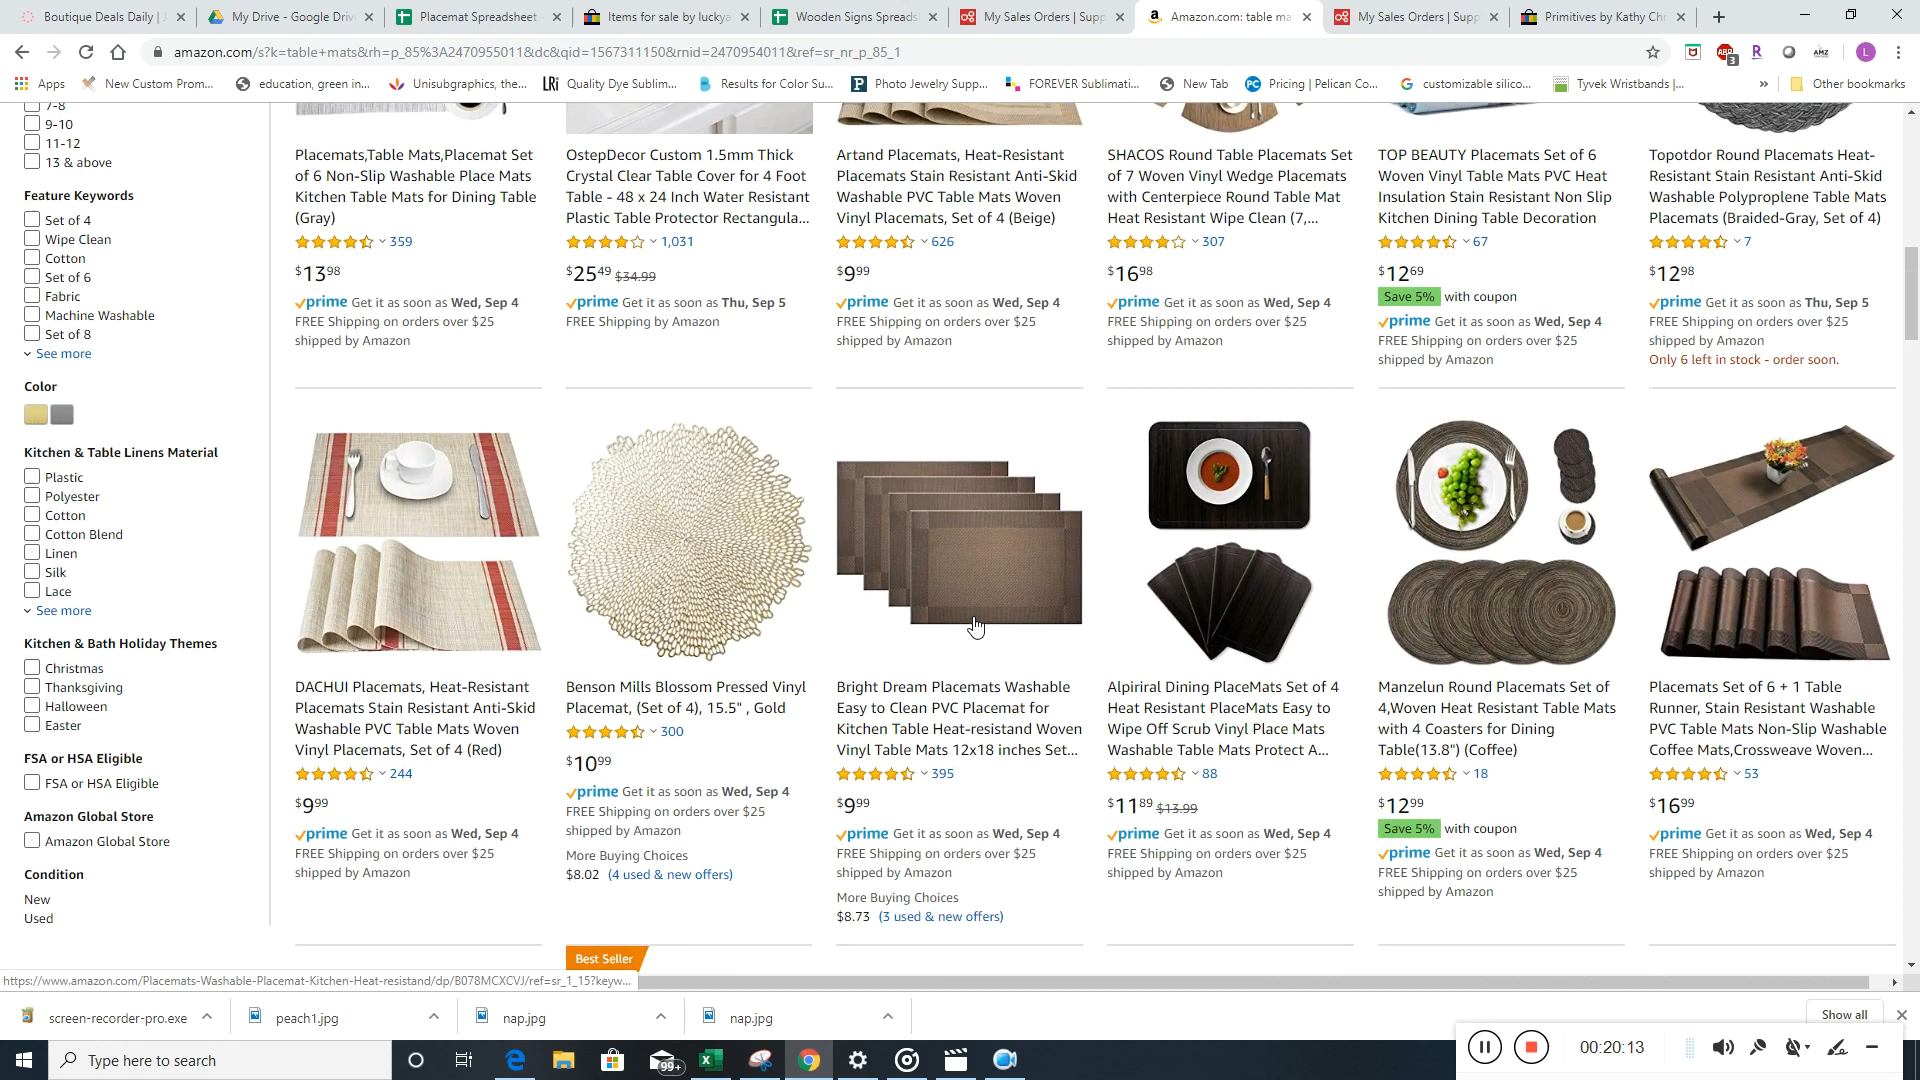 Boutique Deals Daily | J
My Drive - Google Driv
Placemat Spreadsheet -
Items for sale by luckya
Wooden Signs Spreads
My Sales Orders | Supp
Amazon.com: table ma
My Sales Orders | Supp
Primitives by Kathy Chr
amazon.com/s?k=table+mats&rh=p_85%3A2470955011&dc&qid=1567311150&rnid=2470954011&ref=sr_nr_p_85_1
Apps
New Custom Prom...
education, green in...
Unisubgraphics, the...
Quality Dye Sublim...
Results for Color Su...
Photo Jewelry Supp...
FOREVER Sublimati...
New Tab
Pricing | Pelican Co...
customizable silico...
Tyvek Wristbands |...
Other bookmarks
7-8
9-10
11-12
13 & above
Feature Keywords
Set of 4
Wipe Clean
Cotton
Set of 6
Fabric
Machine Washable
Set of 8
See more
Color
Kitchen & Table Linens Material
Plastic
Polyester
Cotton
Cotton Blend
Linen
Silk
Lace
See more
Kitchen & Bath Holiday Themes
Christmas
Thanksgiving
Halloween
Easter
FSA or HSA Eligible
FSA or HSA Eligible
Amazon Global Store
Amazon Global Store
Condition
New
Used
Placemats,Table Mats,Placemat Set
of 6 Non-Slip Washable Place Mats
Kitchen Table Mats for Dining Table
(Gray)
359
$13 98
prime Get it as soon as Wed, Sep 4
FREE Shipping on orders over $25
shipped by Amazon
OstepDecor Custom 1.5mm Thick
Crystal Clear Table Cover for 4 Foot
Table - 48 x 24 Inch Water Resistant
Plastic Table Protector Rectangula...
1,031
$25 49 $34.99
prime Get it as soon as Thu, Sep 5
FREE Shipping by Amazon
Artand Placemats, Heat-Resistant
Placemats Stain Resistant Anti-Skid
Washable PVC Table Mats Woven
Vinyl Placemats, Set of 4 (Beige)
626
$9 99
prime Get it as soon as Wed, Sep 4
FREE Shipping on orders over $25
shipped by Amazon
SHACOS Round Table Placemats Set
of 7 Woven Vinyl Wedge Placemats
with Centerpiece Round Table Mat
Heat Resistant Wipe Clean (7,...
307
$16 98
prime Get it as soon as Wed, Sep 4
FREE Shipping on orders over $25
shipped by Amazon
TOP BEAUTY Placemats Set of 6
Woven Vinyl Table Mats PVC Heat
Insulation Stain Resistant Non Slip
Kitchen Dining Table Decoration
67
$12 69
Save 5% with coupon
prime Get it as soon as Wed, Sep 4
FREE Shipping on orders over $25
shipped by Amazon
Topotdor Round Placemats Heat-
Resistant Stain Resistant Anti-Skid
Washable Polypropylene Table Mats
Placemats (Braided-Gray, Set of 4)
7
$12 98
prime Get it as soon as Thu, Sep 5
FREE Shipping on orders over $25
shipped by Amazon
Only 6 left in stock - order soon.
DACHUI Placemats, Heat-Resistant
Placemats Stain Resistant Anti-Skid
Washable PVC Table Mats Woven
Vinyl Placemats, Set of 4 (Red)
244
$9 99
prime Get it as soon as Wed, Sep 4
FREE Shipping on orders over $25
shipped by Amazon
Benson Mills Blossom Pressed Vinyl
Placemat, (Set of 4), 15.5" , Gold
300
$10 99
prime Get it as soon as Wed, Sep 4
FREE Shipping on orders over $25
shipped by Amazon
More Buying Choices
$8.02 (4 used & new offers)
Bright Dream Placemats Washable
Easy to Clean PVC Placemat for
Kitchen Table Heat-resistand Woven
Vinyl Table Mats 12x18 inches Set...
395
$9 99
prime Get it as soon as Wed, Sep 4
FREE Shipping on orders over $25
shipped by Amazon
More Buying Choices
$8.73 (3 used & new offers)
Alpiriral Dining PlaceMats Set of 4
Heat Resistant PlaceMats Easy to
Wipe Off Scrub Vinyl Place Mats
Washable Table Mats Protect A...
88
$11 89 $13.99
prime Get it as soon as Wed, Sep 4
FREE Shipping on orders over $25
shipped by Amazon
Manzelun Round Placemats Set of
4,Woven Heat Resistant Table Mats
with 4 Coasters for Dining
Table(13.8") (Coffee)
18
$12 99
Save 5% with coupon
prime Get it as soon as Wed, Sep 4
FREE Shipping on orders over $25
shipped by Amazon
Placemats Set of 6 + 1 Table
Runner, Stain Resistant Washable
PVC Table Mats Non-Slip Washable
Coffee Mats,Crossweave Woven...
53
$16 99
prime Get it as soon as Wed, Sep 4
FREE Shipping on orders over $25
shipped by Amazon
Best Seller
https://www.amazon.com/Placemats-Washable-Placemat-Kitchen-Heat-resistand/dp/B078MCXCVJ/ref=sr_1_15?keyw...
screen-recorder-pro.exe
peach1.jpg
nap.jpg
nap.jpg
Show all
Type here to search
99+
00:20:13